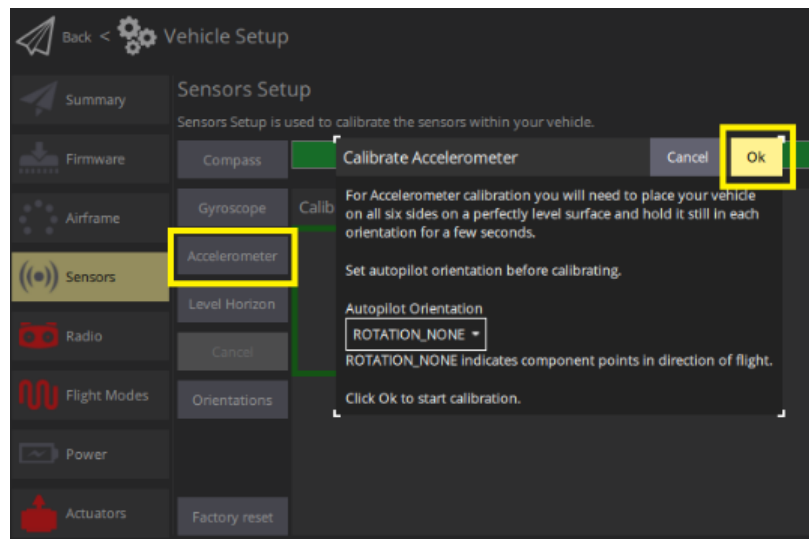 Back < Vehicle Setup
Summary
Firmware
Airframe
Sensors
Radio
Flight Modes
Power
Actuators
Sensors Setup
Sensors Setup is used to calibrate the sensors within your vehicle.
Compass
Gyroscope
Accelerometer
Level Horizon
Cancel
Orientations
Factory reset
Calib
Calibrate Accelerometer
Cancel
Ok
For Accelerometer calibration you will need to place your vehicle
on all six sides on a perfectly level surface and hold it still in each
orientation for a few seconds.
Set autopilot orientation before calibrating.
Autopilot Orientation
ROTATION_NONE
ROTATION_NONE indicates component points in direction of flight.
Click Ok to start calibration.